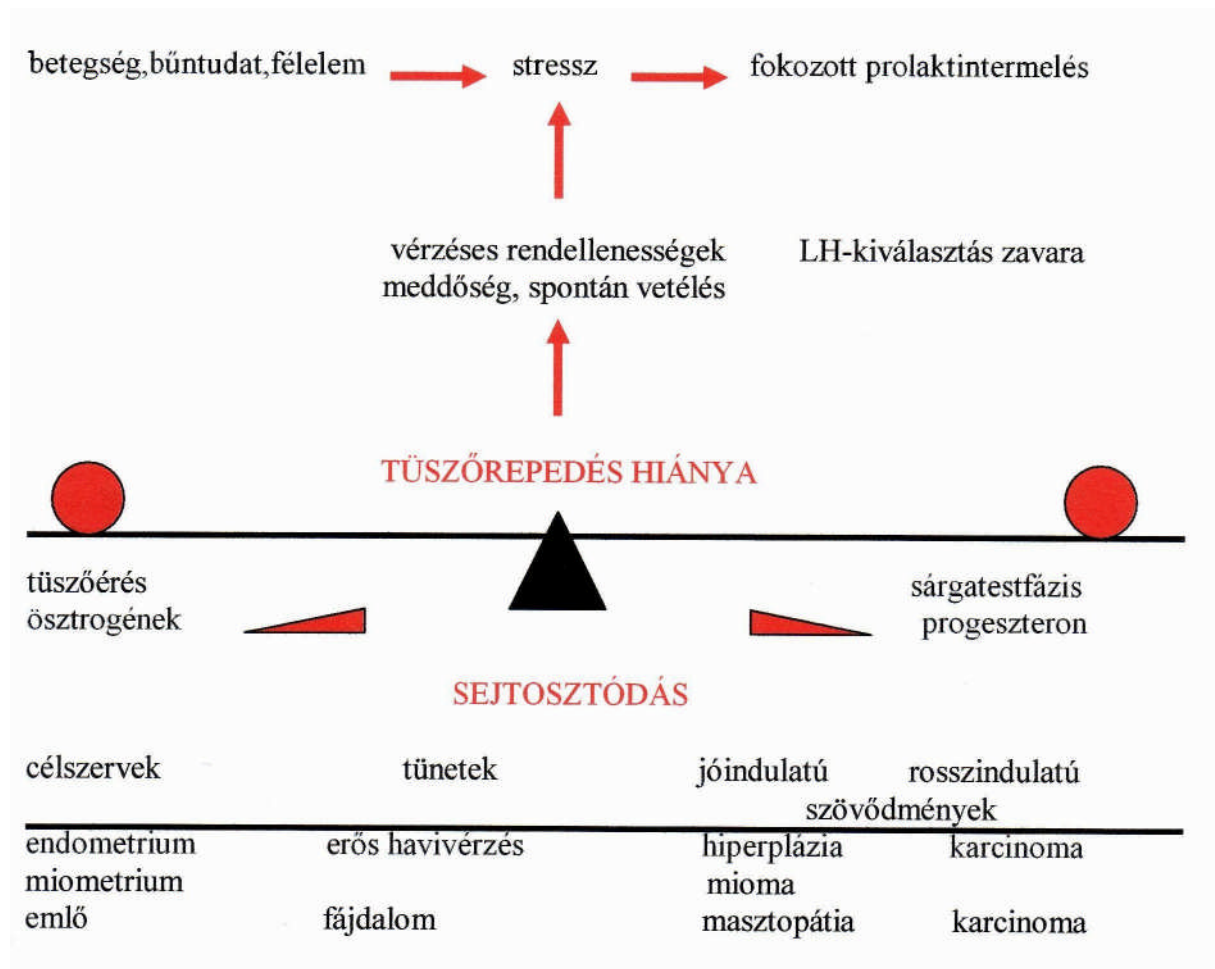 betegség,bűntudat,félelem stressz fokozott prolaktintermelés
vérzéses rendellenességek LH-kiválasztás zavara
meddőség, spontán vetélés
TÜSZŐREPEDÉS HIÁNYA
tüszőérés sárgatestfázis
ösztrogének progeszteron
SEJTOSZTÓDÁS
célszervek tünetek jóindulatú rosszindulatú
szövődmények
endometrium erős havivérzés hiperplázia karcinoma
miometrium mioma
emlő fájdalom masztopátia karcinoma